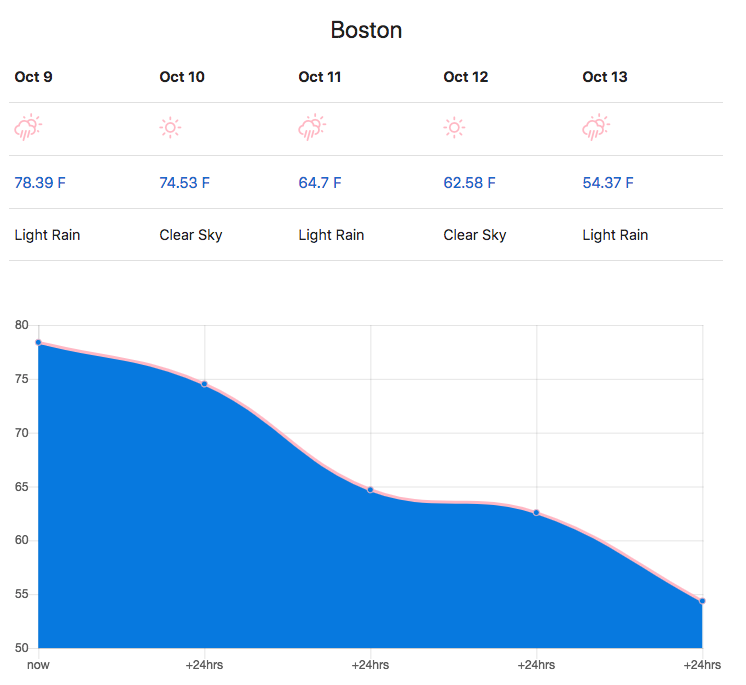 Boston
Oct 9 Oct 10 Oct 11 Oct 12 Oct 13
78.39 F 74.53 F 64.7 F 62.58 F 54.37 F
Light Rain Clear Sky Light Rain Clear Sky Light Rain
80
75
70
65
60
55
50
now +24hrs +24hrs +24hrs +24hrs